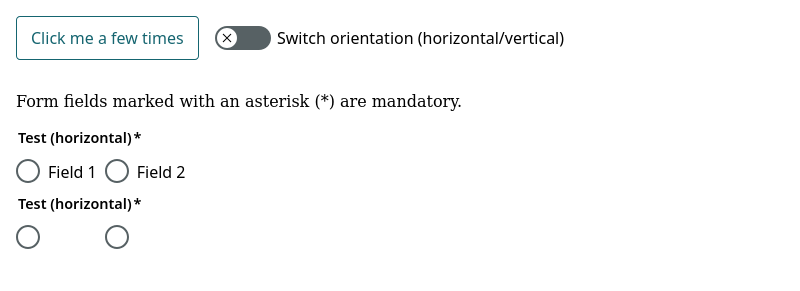 Click me a few times
Switch orientation (horizontal/vertical)
Form fields marked with an asterisk (*) are mandatory.
Test (horizontal)*
Field 1 Field 2
Test (horizontal)*